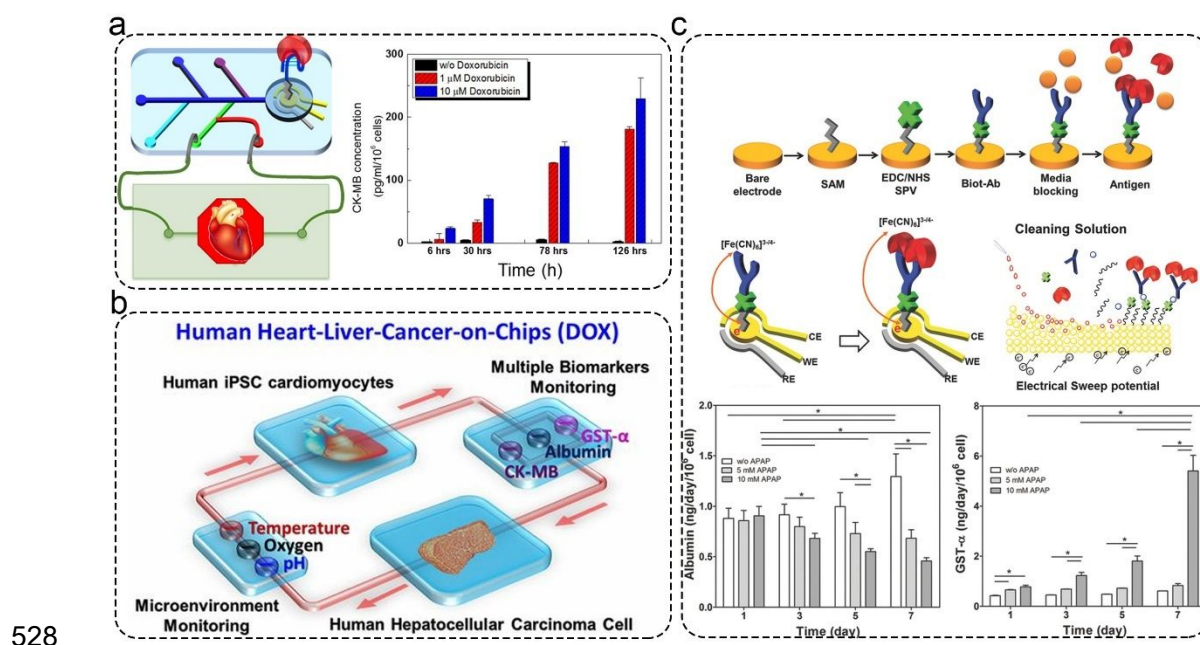 a
300
200
100
0
CK-MB concentration
(pg/ml/10⁶ cells)
w/o Doxorubicin
1 μM Doxorubicin
10 μM Doxorubicin
6 hrs 30 hrs 78 hrs 126 hrs
Time (h)
b
Human Heart-Liver-Cancer-on-Chips (DOX)
Human iPSC cardiomyocytes
Multiple Biomarkers
Monitoring
GST-α
Albumin
CK-MB
Temperature
Oxygen
pH
Microenvironment
Monitoring
Human Hepatocellular Carcinoma Cell
c
Bare
electrode
SAM
EDC/NHS
SPV
Biot-Ab
Media
blocking
Antigen
[Fe(CN)₆]³⁻/⁴⁻
e
CE
WE
RE
[Fe(CN)₆]³⁻/⁴⁻
e
CE
WE
RE
Cleaning Solution
Electrical Sweep potential
Albumin (ng/day/10⁶ cell)
2.0
1.5
1.0
0.5
0.0
w/o APAP
5 mM APAP
10 mM APAP
* * * *
1 3 5 7
Time (day)
GST-α (ng/day/10⁶ cell)
8
6
4
2
0
w/o APAP
5 mM APAP
10 mM APAP
* * * * *
1 3 5 7
Time (day)
528